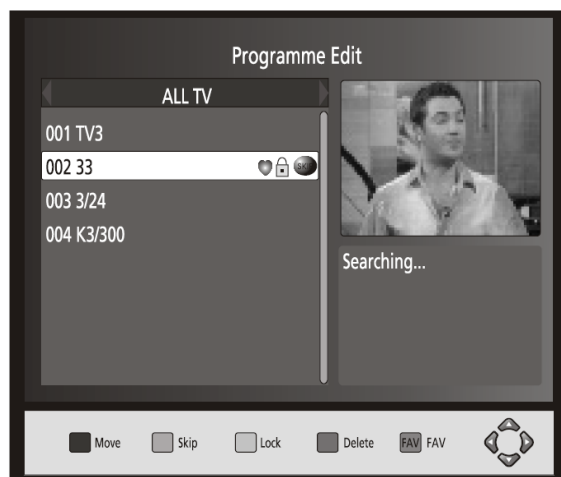 Programme Edit
ALL TV
001 TV3
002 33 SKIP
003 3/24
004 K3/300
Searching...
Move Skip Lock Delete FAV FAV